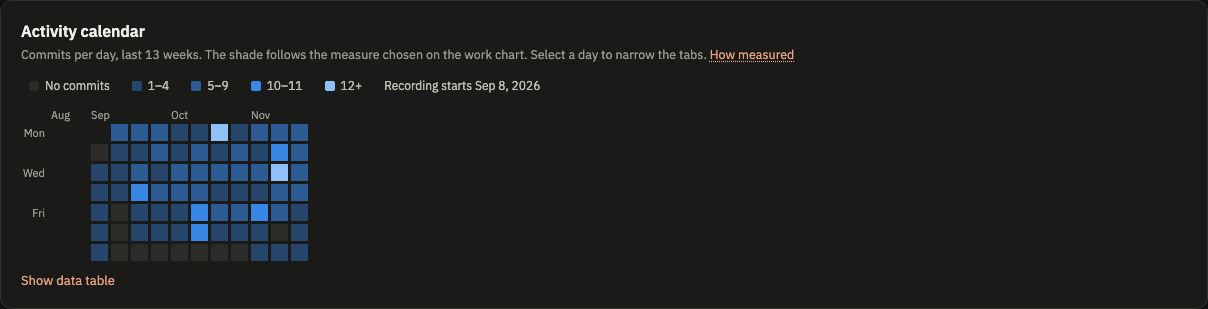 Activity calendar
Commits per day, last 13 weeks. The shade follows the measure chosen on the work chart. Select a day to narrow the tabs. How measured
No commits 1–4 5–9 10–11 12+ Recording starts Sep 8, 2026
Aug Sep Oct Nov
Mon
Wed
Fri
Show data table